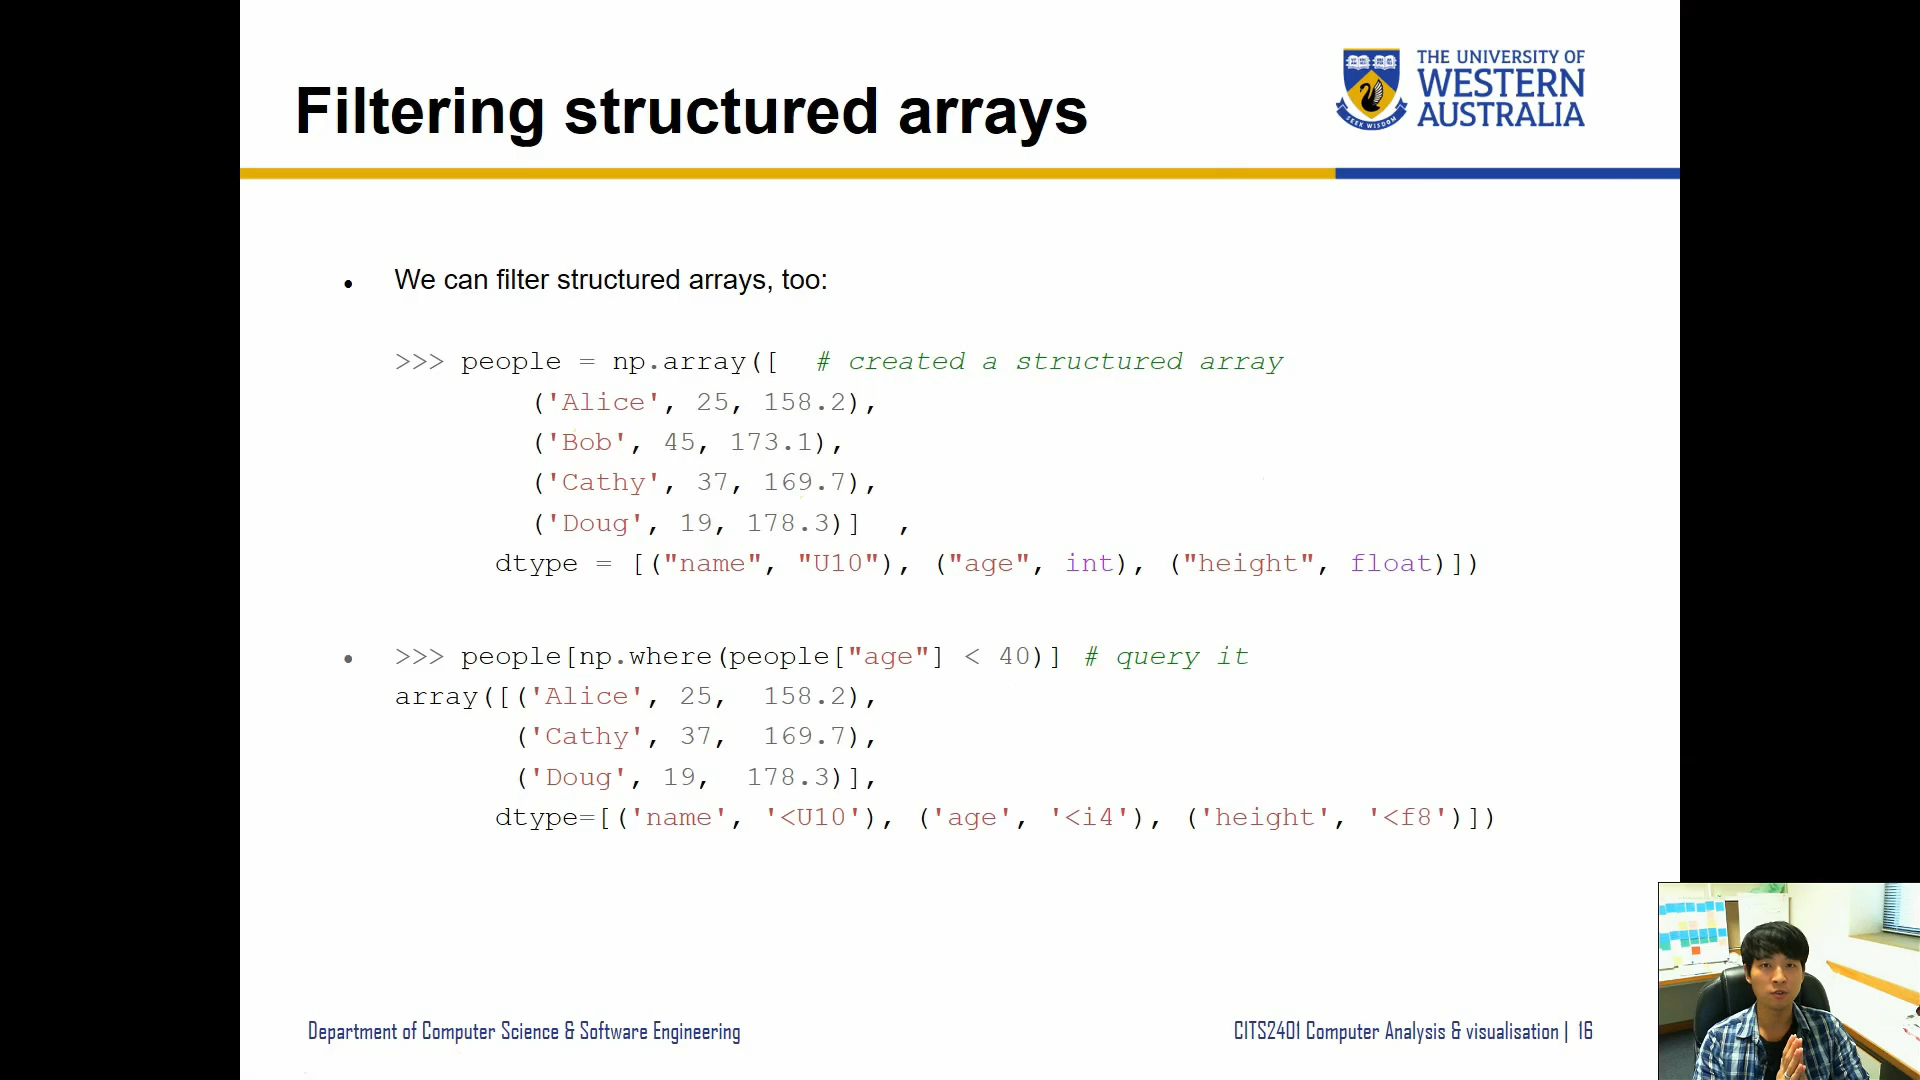 Filtering structured arrays
THE UNIVERSITY OF
WESTERN
AUSTRALIA
SEEK WISDOM
• We can filter structured arrays, too:
>>> people = np.array([  # created a structured array
('Alice', 25, 158.2),
('Bob', 45, 173.1),
('Cathy', 37, 169.7),
('Doug', 19, 178.3)]  ,
dtype = [("name", "U10"), ("age", int), ("height", float)])
• >>> people[np.where(people["age"] < 40)] # query it
array([('Alice', 25,  158.2),
('Cathy', 37,  169.7),
('Doug', 19,  178.3)],
dtype=[('name', '<U10'), ('age', '<i4'), ('height', '<f8')])
Department of Computer Science & Software Engineering
CITS2401 Computer Analysis & visualisation | 16